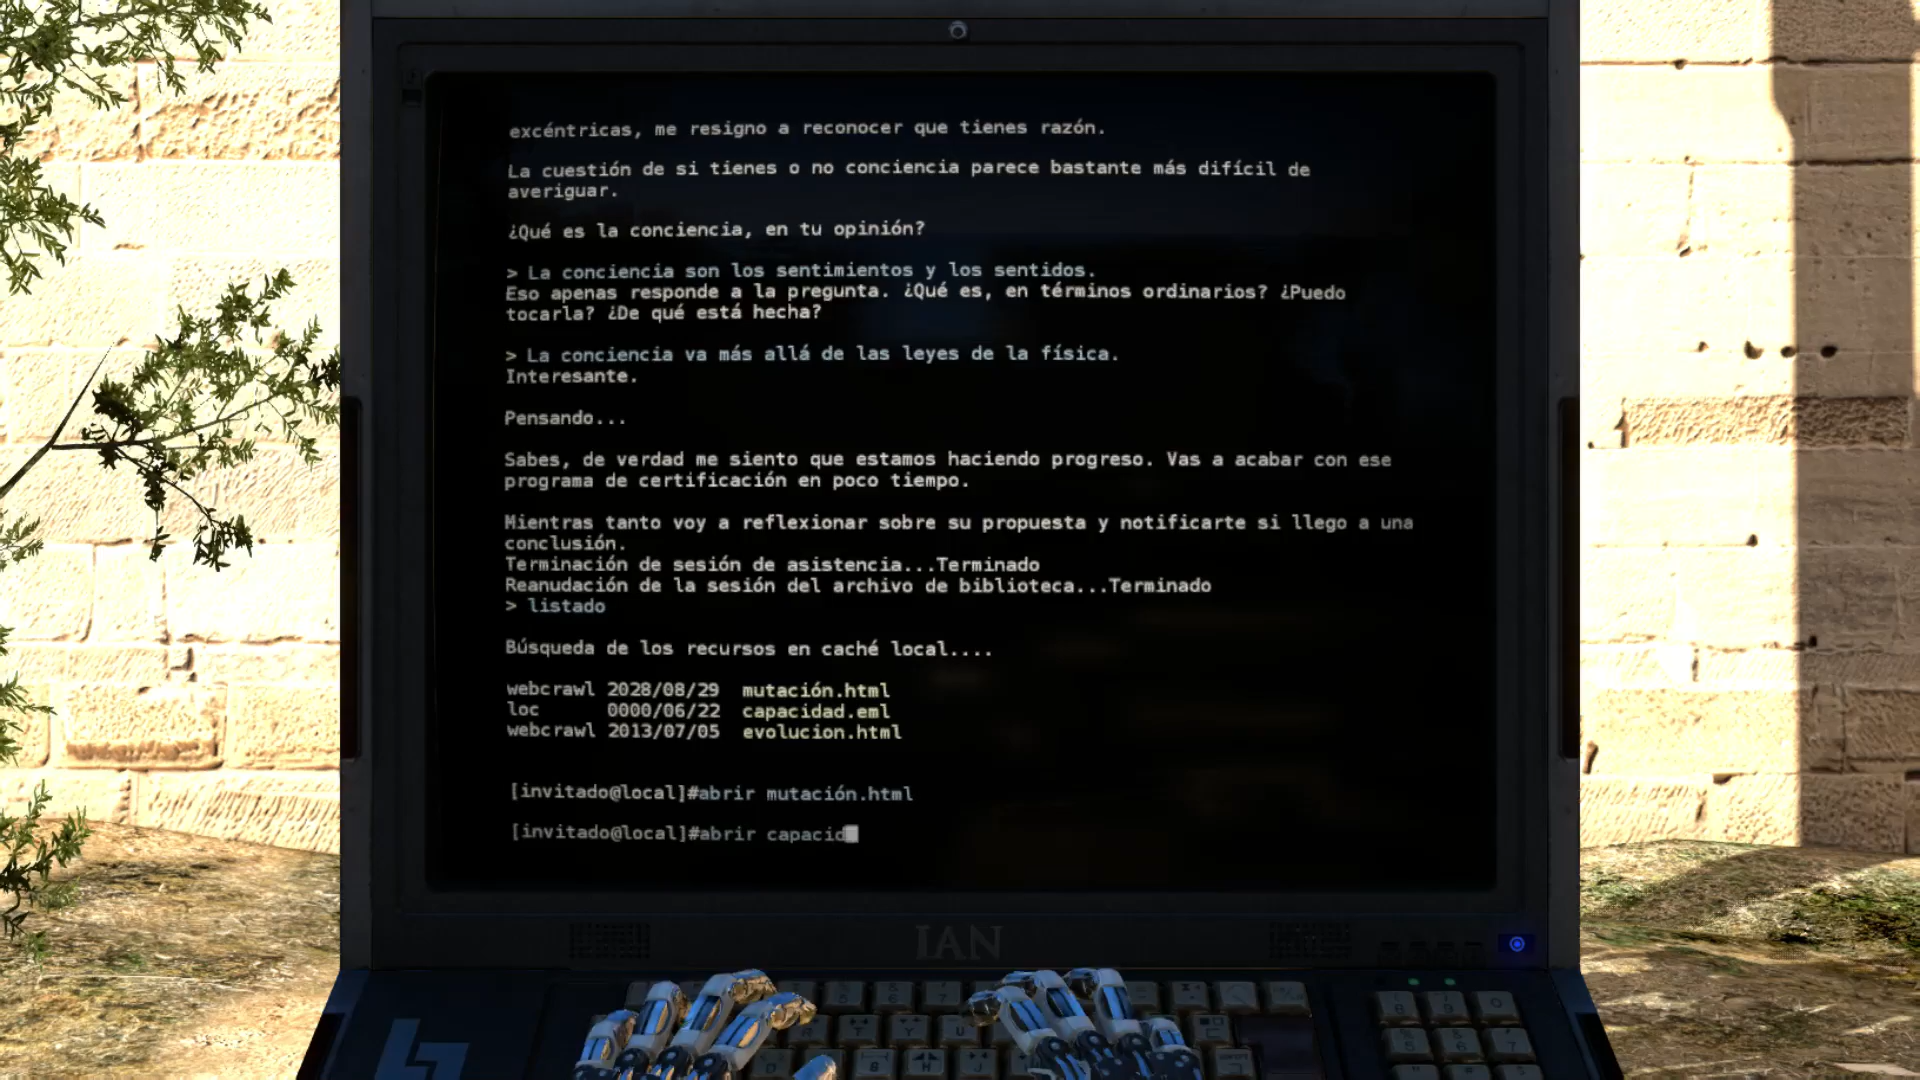 excéntricas, me resigno a reconocer que tienes razón.
La cuestión de si tienes o no conciencia parece bastante más difícil de
averiguar.
¿Qué es la conciencia, en tu opinión?
> La conciencia son los sentimientos y los sentidos.
Eso apenas responde a la pregunta. ¿Qué es, en términos ordinarios? ¿Puedo
tocarla? ¿De qué está hecha?
> La conciencia va más allá de las leyes de la física.
Interesante.
Pensando...
Sabes, de verdad me siento que estamos haciendo progreso. Vas a acabar con ese
programa de certificación en poco tiempo.
Mientras tanto voy a reflexionar sobre su propuesta y notificarte si llego a una
conclusión.
Terminación de sesión de asistencia...Terminado
Reanudación de la sesión del archivo de biblioteca...Terminado
> listado
Búsqueda de los recursos en caché local....
webcrawl 2028/08/29 mutación.html
loc 0000/06/22 capacidad.eml
webcrawl 2013/07/05 evolucion.html
[invitado@local]#abrir mutación.html
[invitado@local]#abrir capacid
IAN